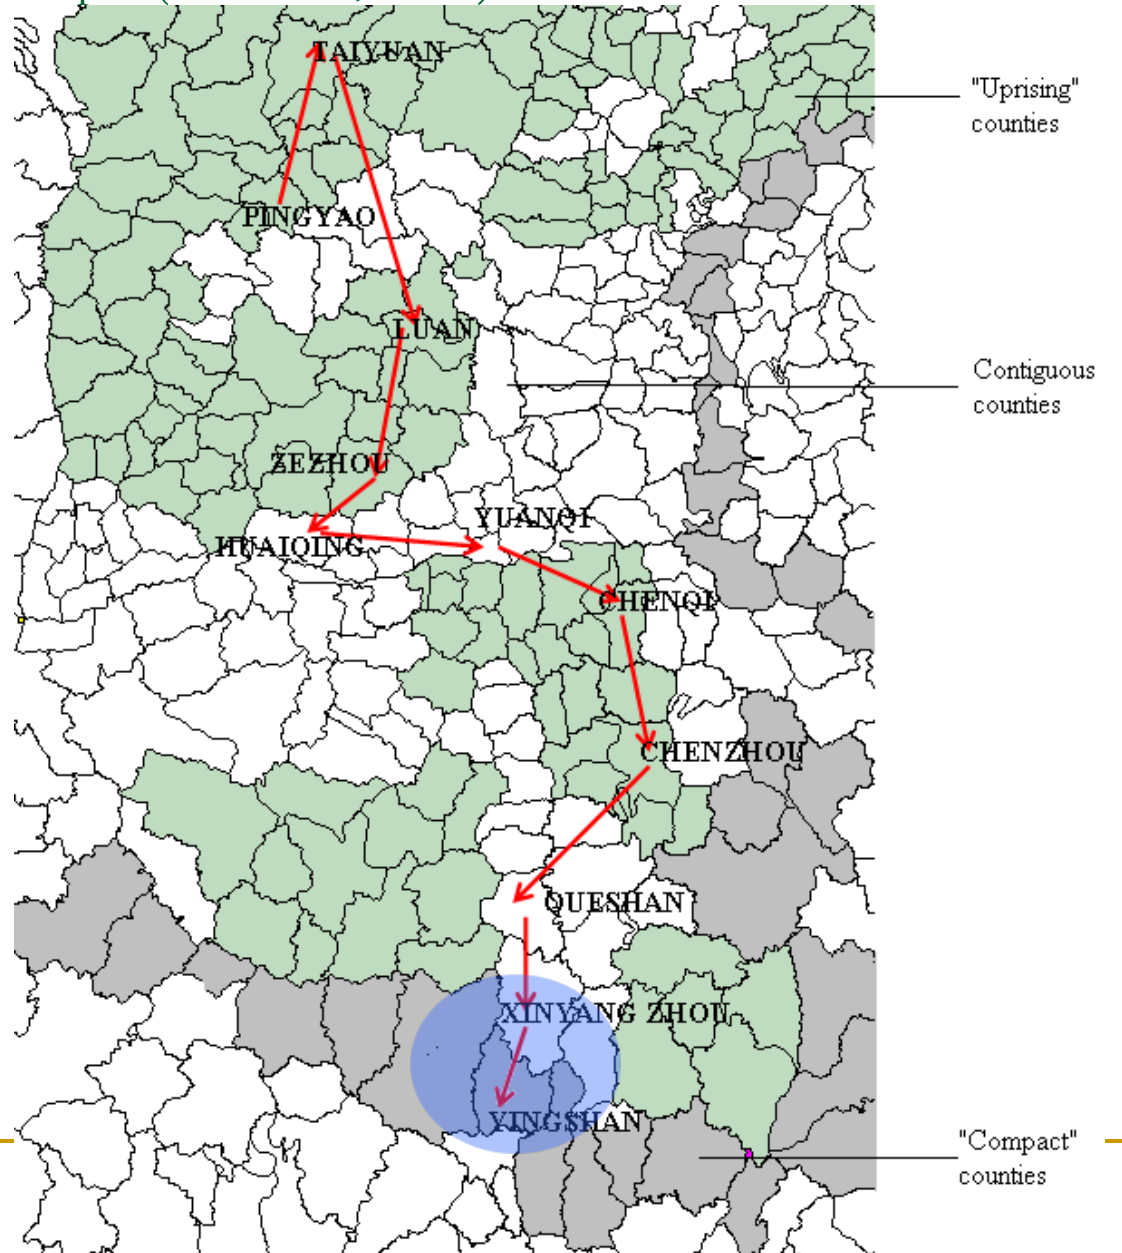 TAIYUAN
"Uprising"
counties
PINGYAO
LUAN
Contiguous
counties
ZEZHOU
YUANQI
HUAIQING
CHENQI
CHENZHOU
QUESHAN
XINYANG ZHOU
YINGSHAN
"Compact"
counties